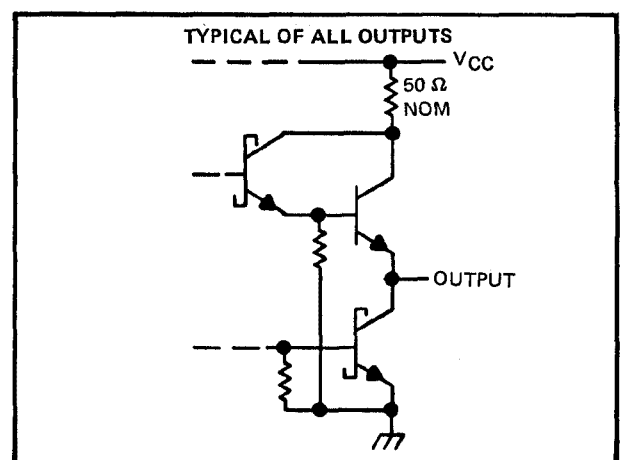 TYPICAL OF ALL OUTPUTS
VCC
50 Ω
NOM
OUTPUT